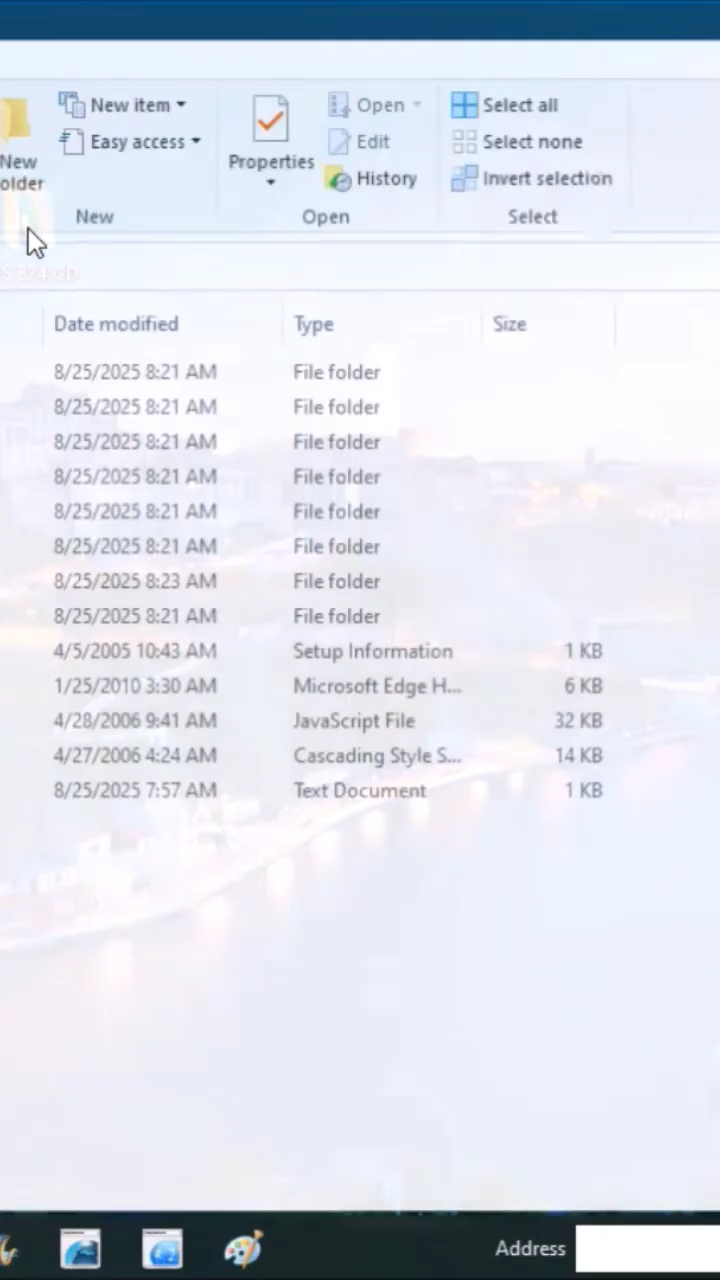 New item
Open
Select all
Easy access
Edit
Select none
New
older
Properties
History
Invert selection
New
Open
Select
Date modified
Type
Size
8/25/2025 8:21 AM
File folder
8/25/2025 8:21 AM
File folder
8/25/2025 8:21 AM
File folder
8/25/2025 8:21 AM
File folder
8/25/2025 8:21 AM
File folder
8/25/2025 8:21 AM
File folder
8/25/2025 8:23 AM
File folder
8/25/2025 8:21 AM
File folder
4/5/2005 10:43 AM
Setup Information
1 KB
1/25/2010 3:30 AM
Microsoft Edge H...
6 KB
4/28/2006 9:41 AM
JavaScript File
32 KB
4/27/2006 4:24 AM
Cascading Style S...
14 KB
8/25/2025 7:57 AM
Text Document
1 KB
Address